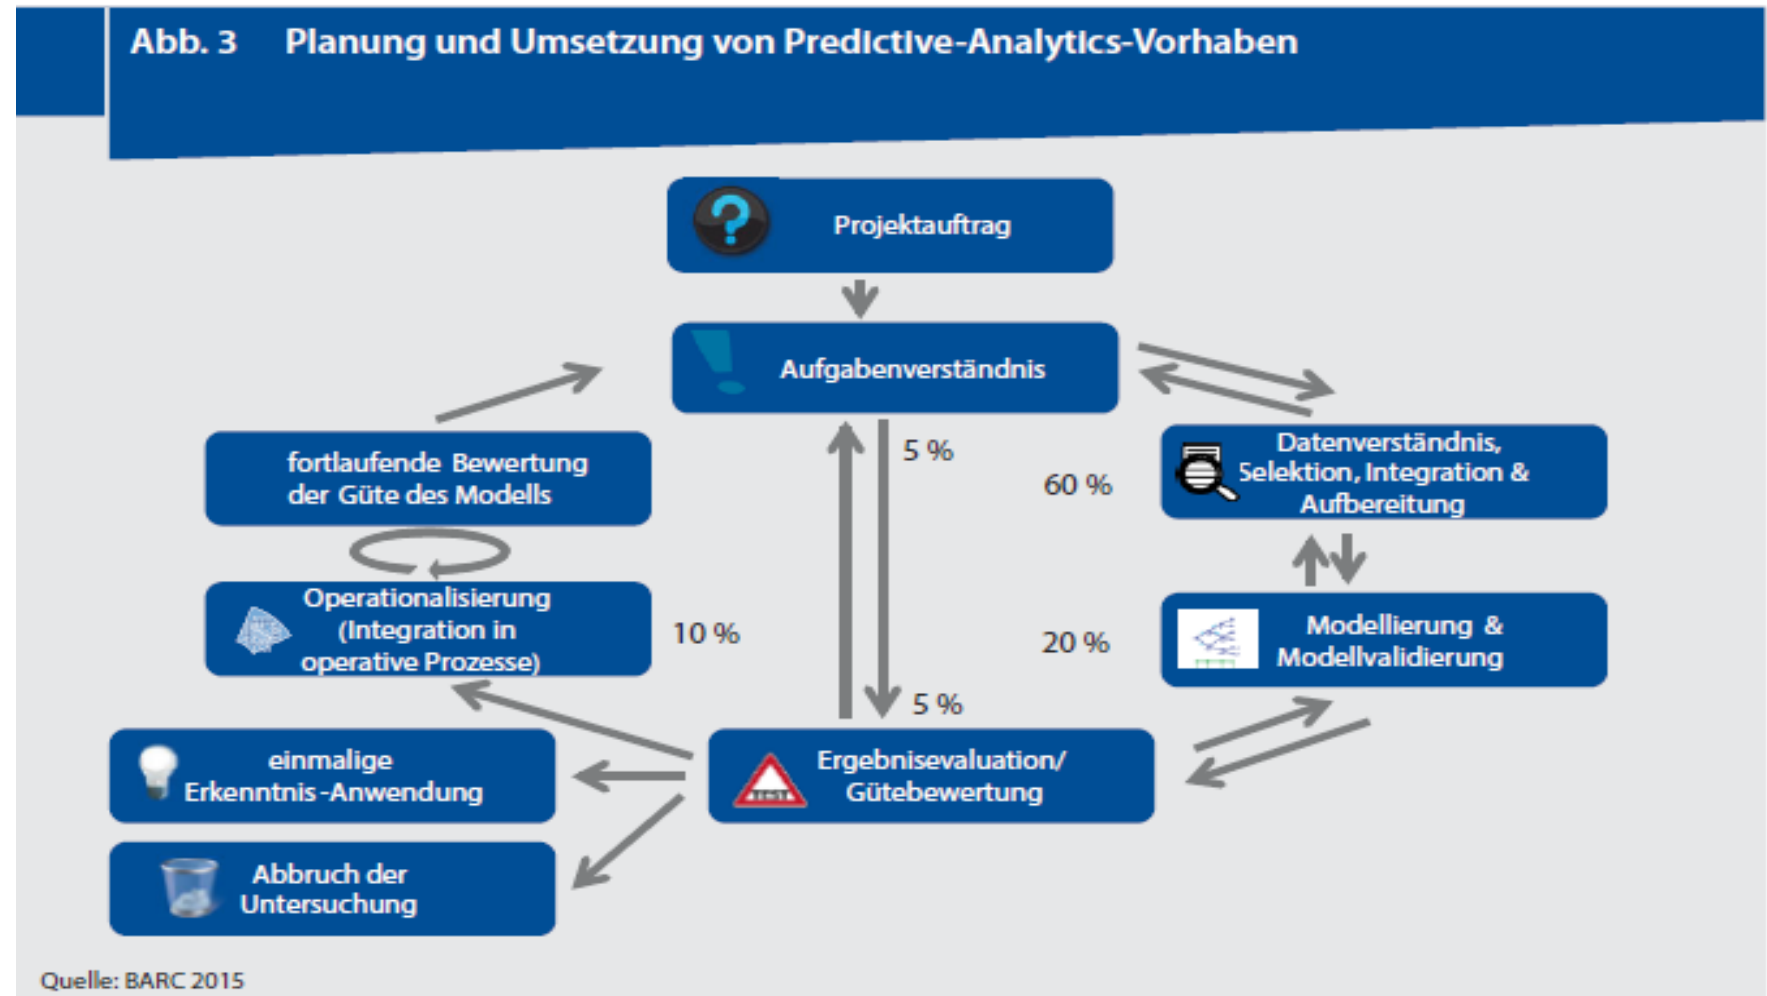 Abb. 3 Planung und Umsetzung von Predictive-Analytics-Vorhaben
Projektauftrag
Aufgabenverständnis
5 %
60 %
Datenverständnis,
Selektion, Integration &
Aufbereitung
fortlaufende Bewertung
der Güte des Modells
Operationalisierung
(Integration in
operative Prozesse)
10 %
20 %
Modellierung &
Modellvalidierung
5 %
einmalige
Erkenntnis-Anwendung
TEST
Ergebnisevaluation/
Gütebewertung
Abbruch der
Untersuchung
Quelle: BARC 2015